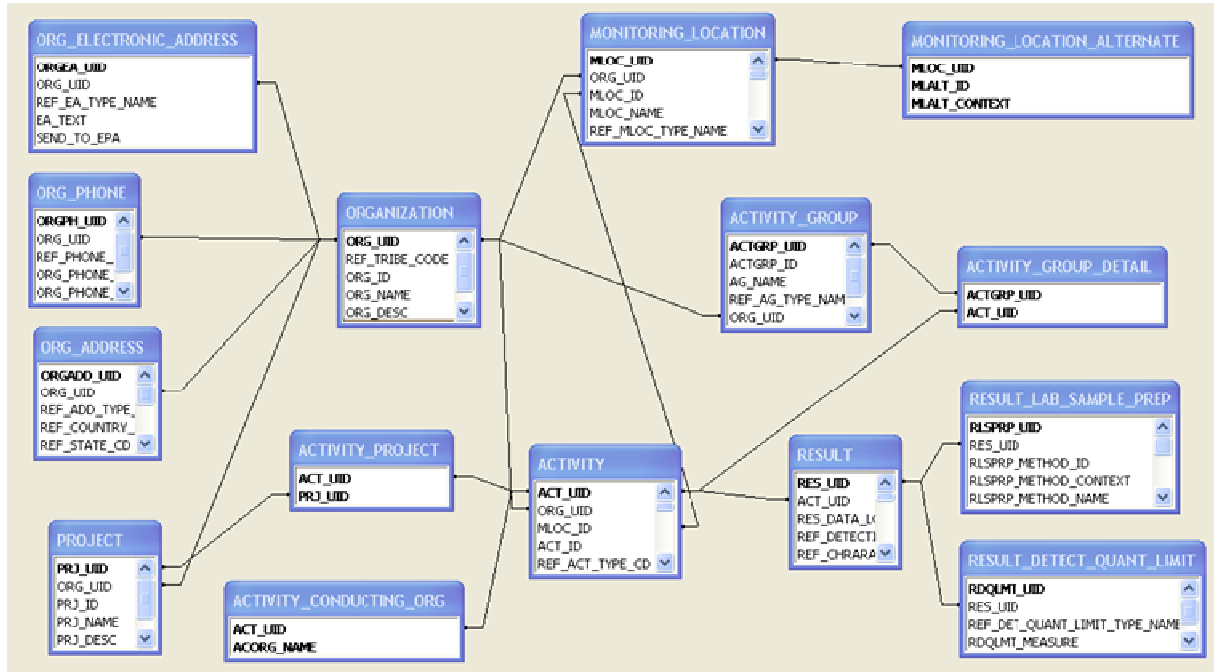 ORG_ELECTRONIC_ADDRESS
ORGEA_UID
ORG_UID
REF_EA_TYPE_NAME
EA_TEXT
SEND_TO_EPA
MONITORING_LOCATION
MLOC_UID
ORG_UID
MLOC_ID
MLOC_NAME
REF_MLOC_TYPE_NAME
MONITORING_LOCATION_ALTERNATE
MLOC_UID
MLALT_ID
MLALT_CONTEXT
ORG_PHONE
ORGPH_UID
ORG_UID
REF_PHONE_
ORG_PHONE_
ORG_PHONE_
ORGANIZATION
ORG_UID
REF_TRIBE_CODE
ORG_ID
ORG_NAME
ORG_DESC
ACTIVITY_GROUP
ACTGRP_UID
ACTGRP_ID
AG_NAME
REF_AG_TYPE_NAM
ORG_UID
ACTIVITY_GROUP_DETAIL
ACTGRP_UID
ACT_UID
ORG_ADDRESS
ORGADD_UID
ORG_UID
REF_ADD_TYPE_
REF_COUNTRY_
REF_STATE_CD
ACTIVITY_PROJECT
ACT_UID
PRJ_UID
ACTIVITY
ACT_UID
ORG_UID
MLOC_ID
ACT_ID
REF_ACT_TYPE_CD
RESULT
RES_UID
ACT_UID
RES_DATA_L(
REF_DETECTI
REF_CHRARA
RESULT_LAB_SAMPLE_PREP
RLSPRP_UID
RES_UID
RLSPRP_METHOD_ID
RLSPRP_METHOD_CONTEXT
RLSPRP_METHOD_NAME
PROJECT
PRJ_UID
ORG_UID
PRJ_ID
PRJ_NAME
PRJ_DESC
ACTIVITY_CONDUCTING_ORG
ACT_UID
ACORG_NAME
RESULT_DETECT_QUANT_LIMIT
RDQLMT_UID
RES_UID
REF_DET_QUANT_LIMIT_TYPE_NAME
RDQLMT_MEASURE